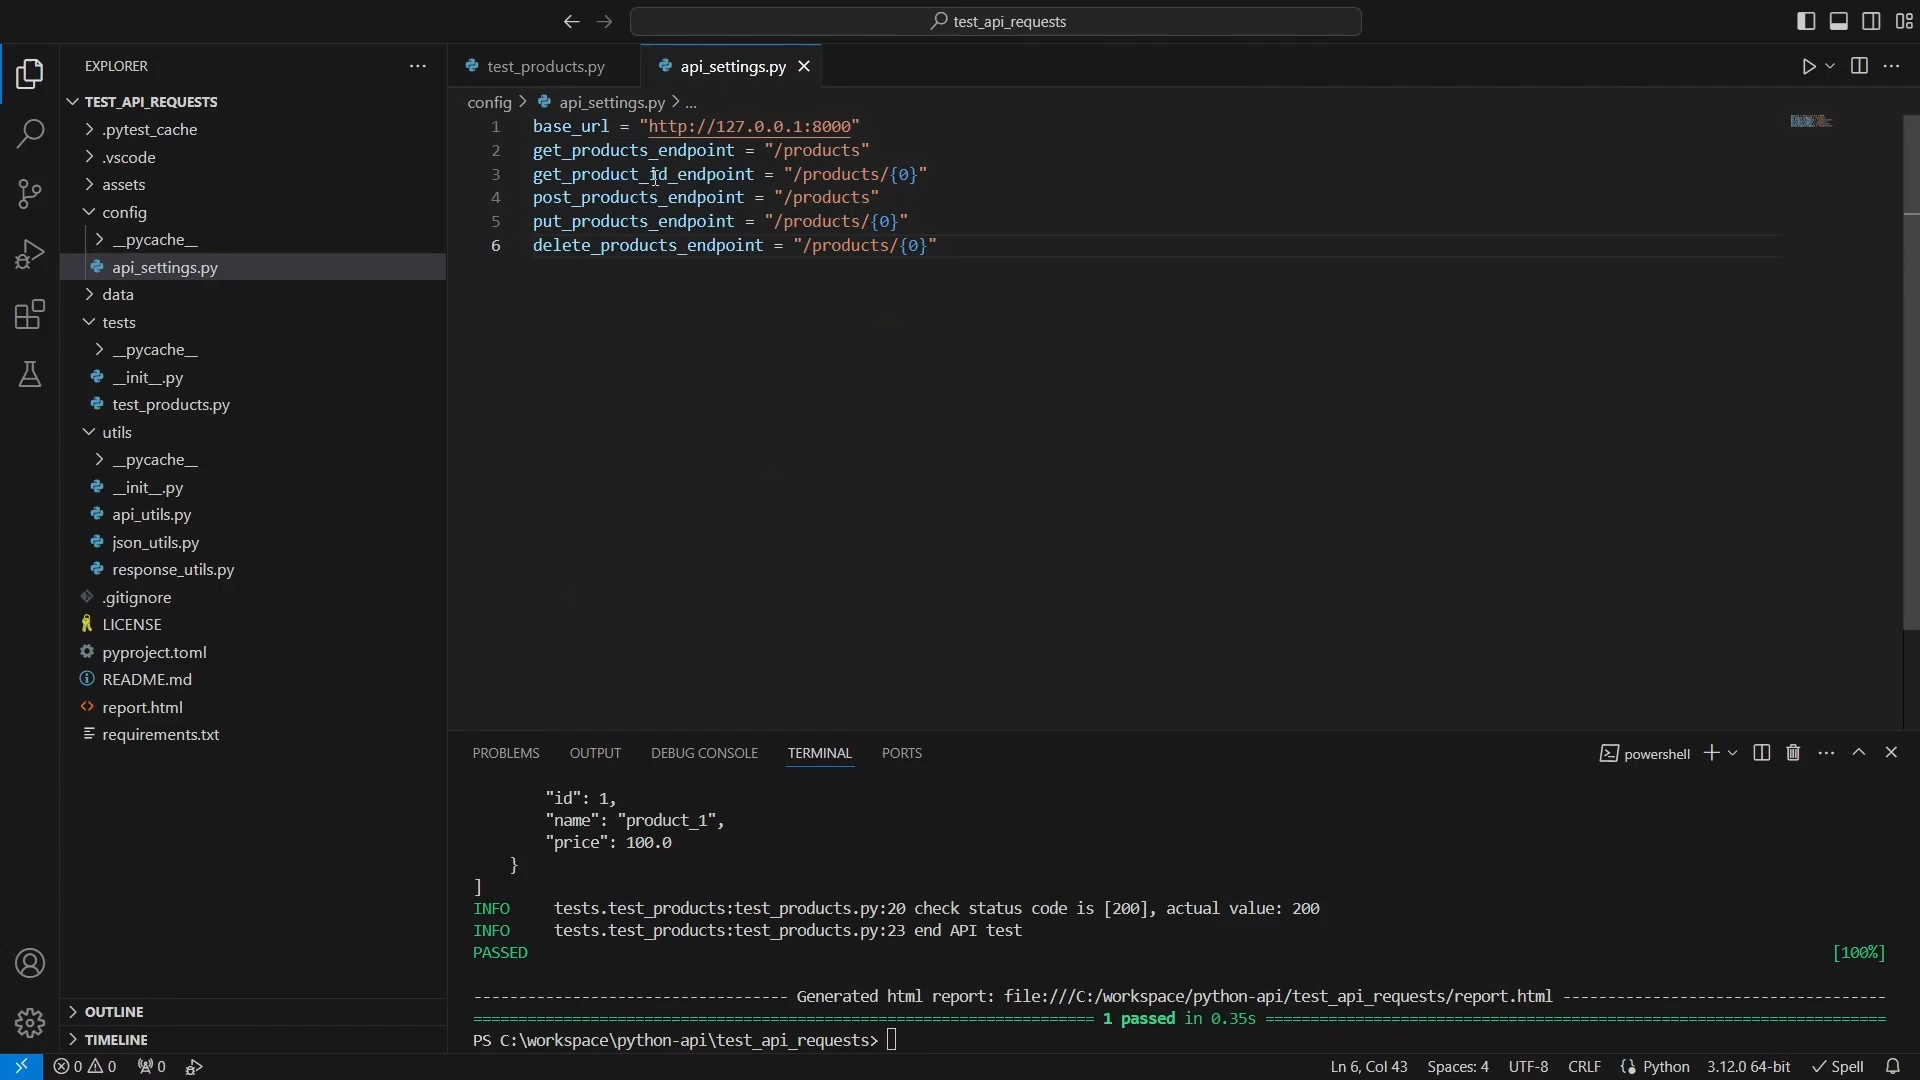 test_api_requests
EXPLORER
TEST_API_REQUESTS
.pytest_cache
.vscode
assets
config
__pycache__
api_settings.py
data
tests
__pycache__
__init__.py
test_products.py
utils
__pycache__
__init__.py
api_utils.py
json_utils.py
response_utils.py
.gitignore
LICENSE
pyproject.toml
README.md
report.html
requirements.txt
OUTLINE
TIMELINE
test_products.py api_settings.py
config > api_settings.py > ...
1 base_url = "http://127.0.0.1:8000"
2 get_products_endpoint = "/products"
3 get_product_id_endpoint = "/products/{0}"
4 post_products_endpoint = "/products"
5 put_products_endpoint = "/products/{0}"
6 delete_products_endpoint = "/products/{0}"
PROBLEMS OUTPUT DEBUG CONSOLE TERMINAL PORTS powershell
"id": 1,
"name": "product_1",
"price": 100.0
}
]
INFO tests.test_products:test_products.py:20 check status code is [200], actual value: 200
INFO tests.test_products:test_products.py:23 end API test
PASSED [100%]
--------------------------------- Generated html report: file:///C:/workspace/python-api/test_api_requests/report.html ----------------------------------
===================================================================== 1 passed in 0.35s =====================================================================
PS C:\workspace\python-api\test_api_requests>
0 0 0 Ln 6, Col 43 Spaces: 4 UTF-8 CRLF Python 3.12.0 64-bit Spell